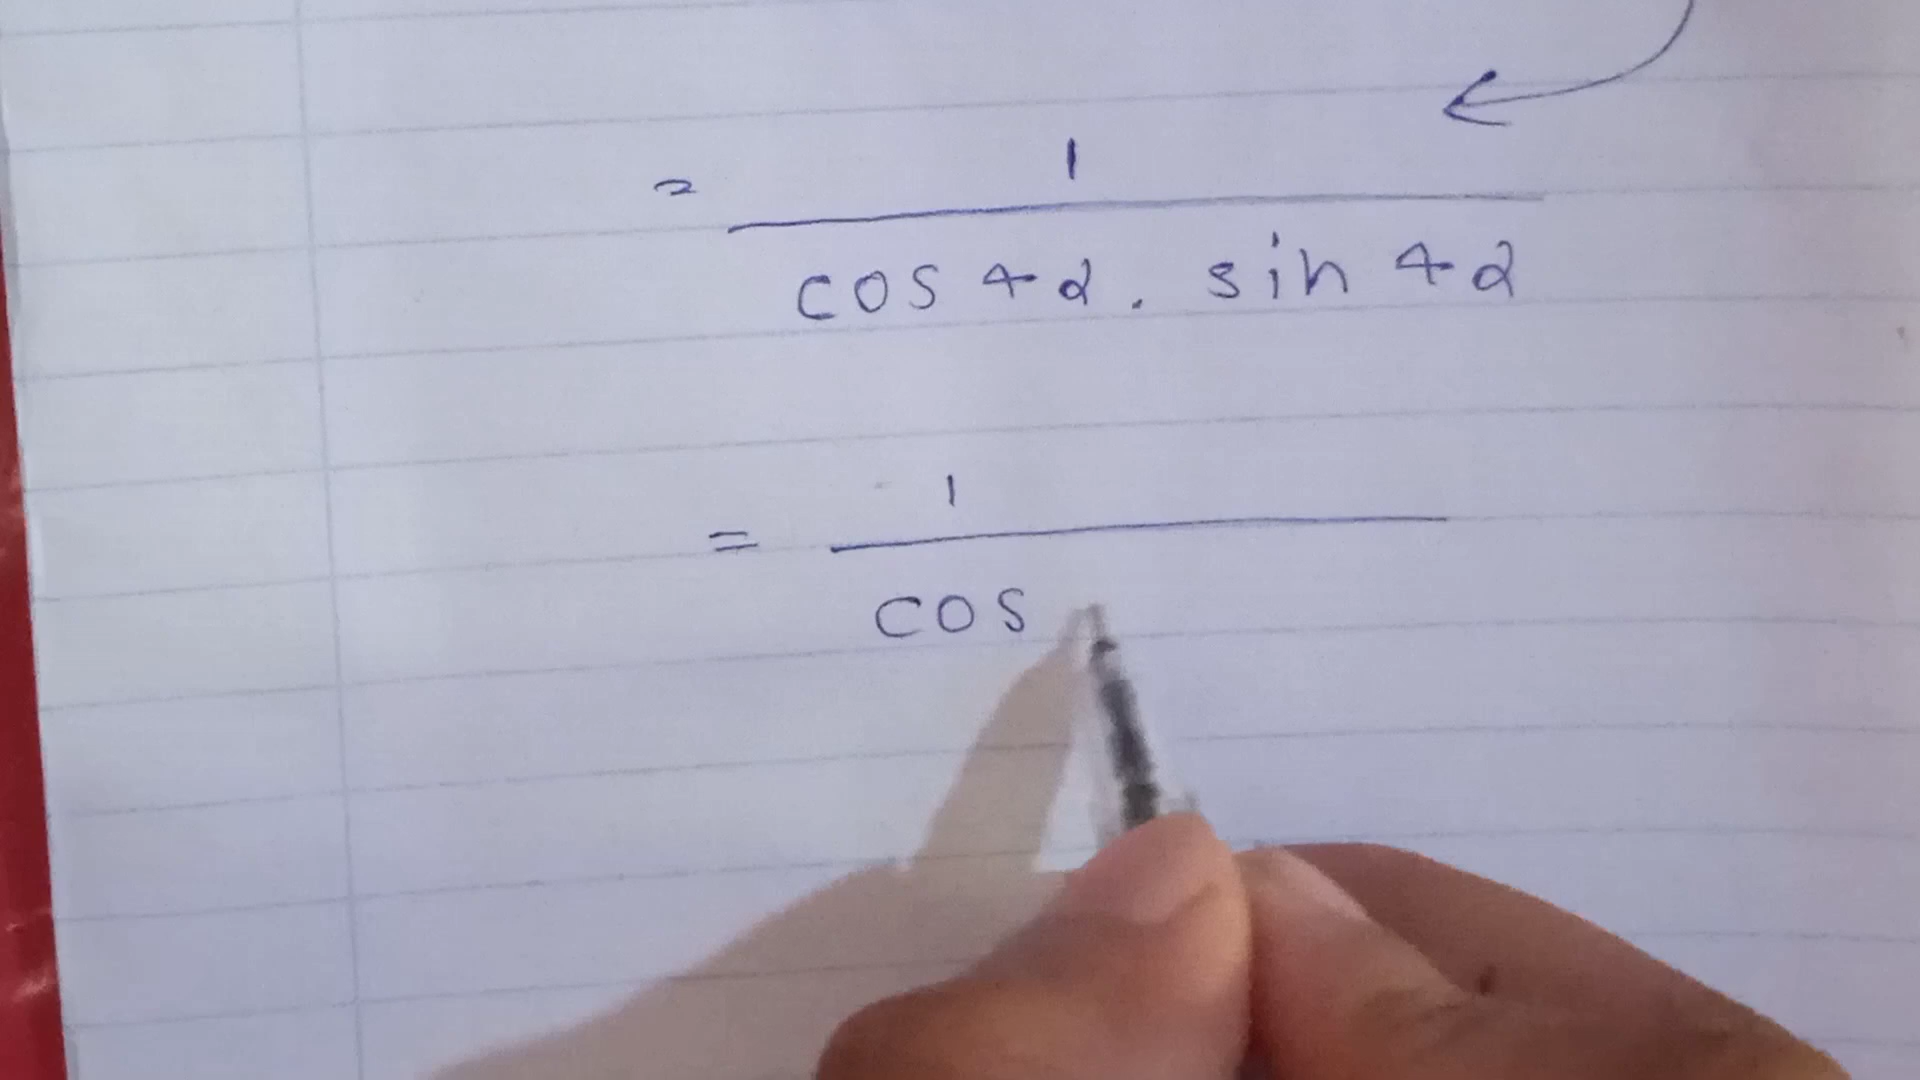 = 1
cos 4α . sin 4α
= 1
cos